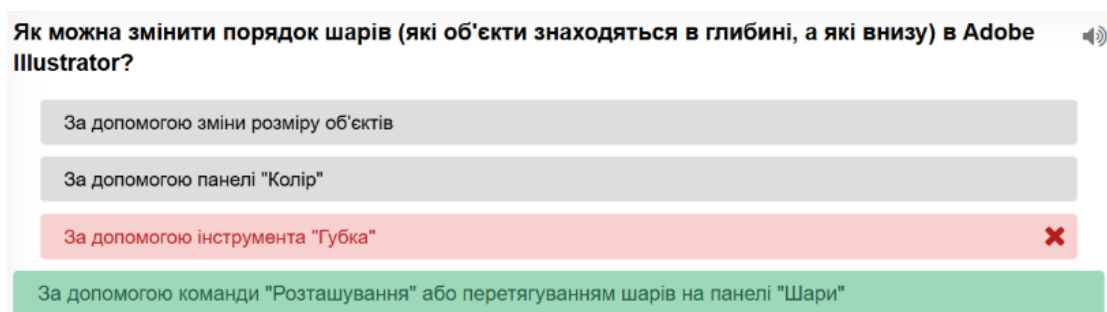 Як можна змінити порядок шарів (які об'єкти знаходяться в глибині, а які внизу) в Adobe
Illustrator?
За допомогою зміни розміру об'єктів
За допомогою панелі "Колір"
За допомогою інструмента "Губка"
За допомогою команди "Розташування" або перетягуванням шарів на панелі "Шари"